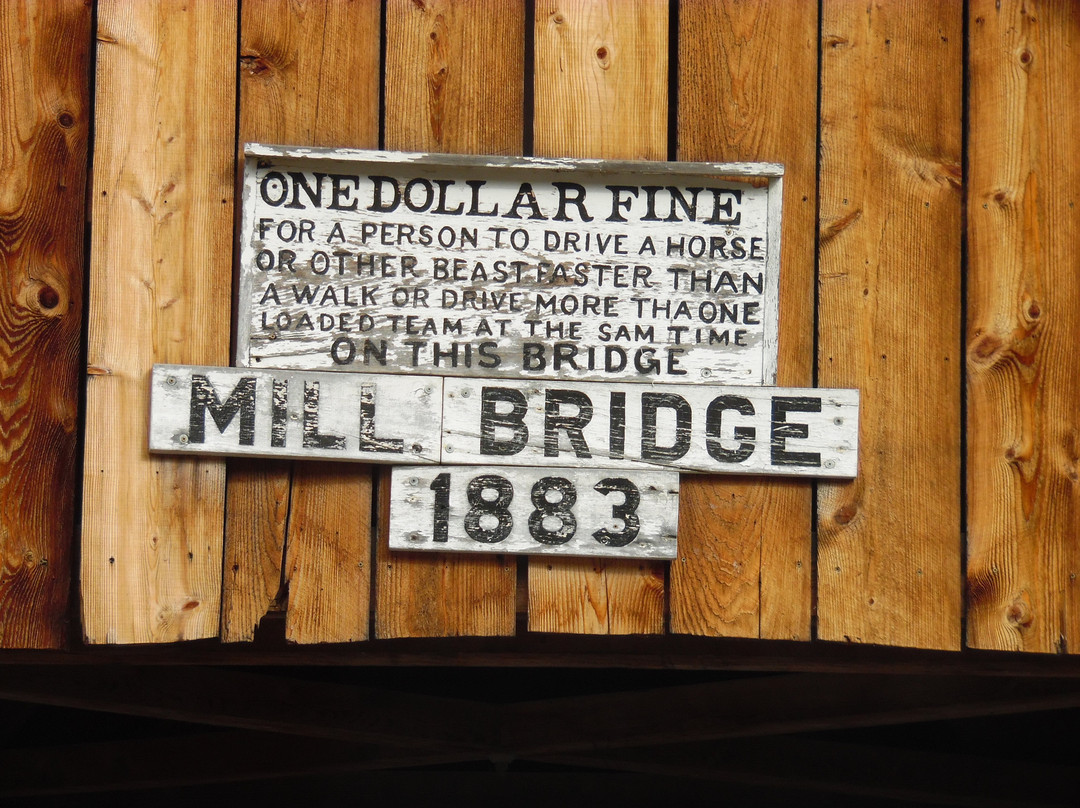 ONE DOLLAR FINE
FOR A PERSON TO DRIVE A HORSE
OR OTHER BEAST FASTER THAN
A WALK OR DRIVE MORE THA ONE
LOADED TEAM AT THE SAM TIME
ON THIS BRIDGE
MILL BRIDGE
1883